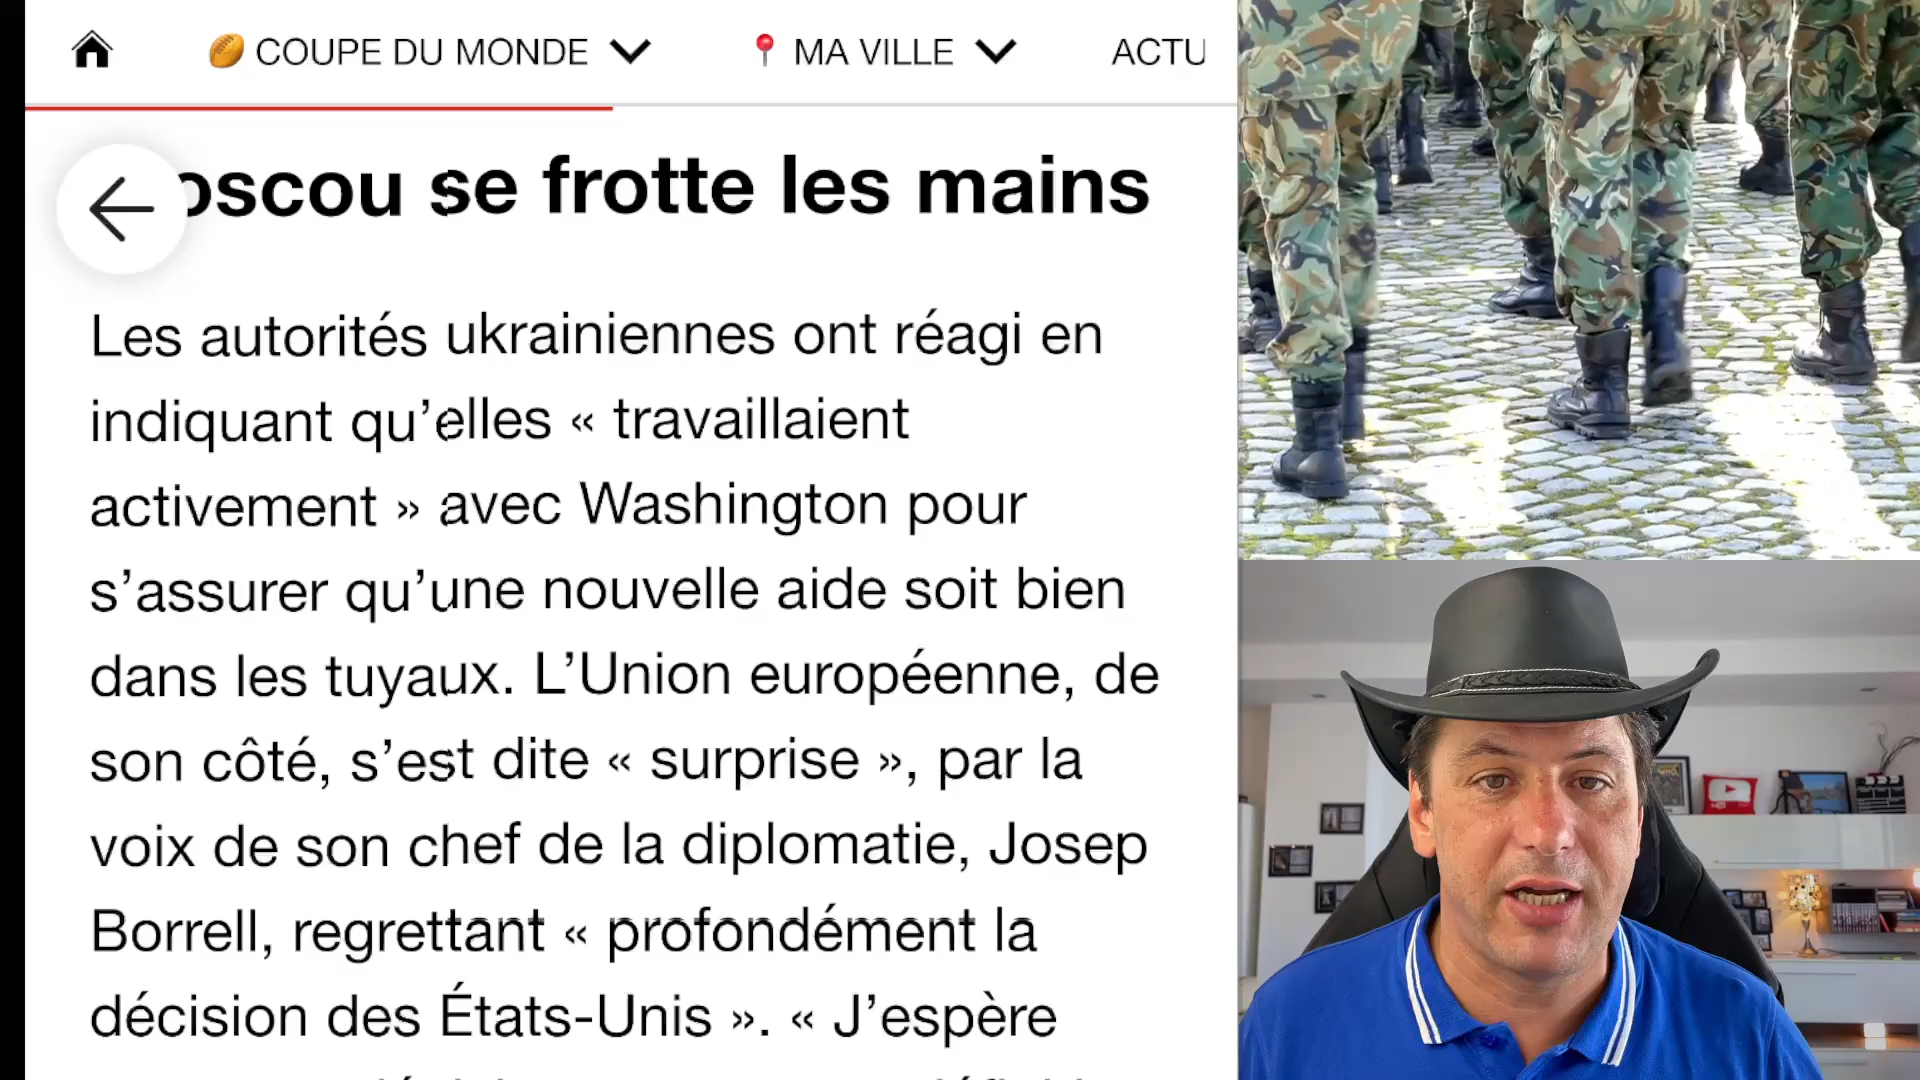 COUPE DU MONDE
MA VILLE
ACTU
oscou se frotte les mains
Les autorités ukrainiennes ont réagi en
indiquant qu’elles « travaillaient
activement » avec Washington pour
s’assurer qu’une nouvelle aide soit bien
dans les tuyaux. L’Union européenne, de
son côté, s’est dite « surprise », par la
voix de son chef de la diplomatie, Josep
Borrell, regrettant « profondément la
décision des États-Unis ». « J’espère